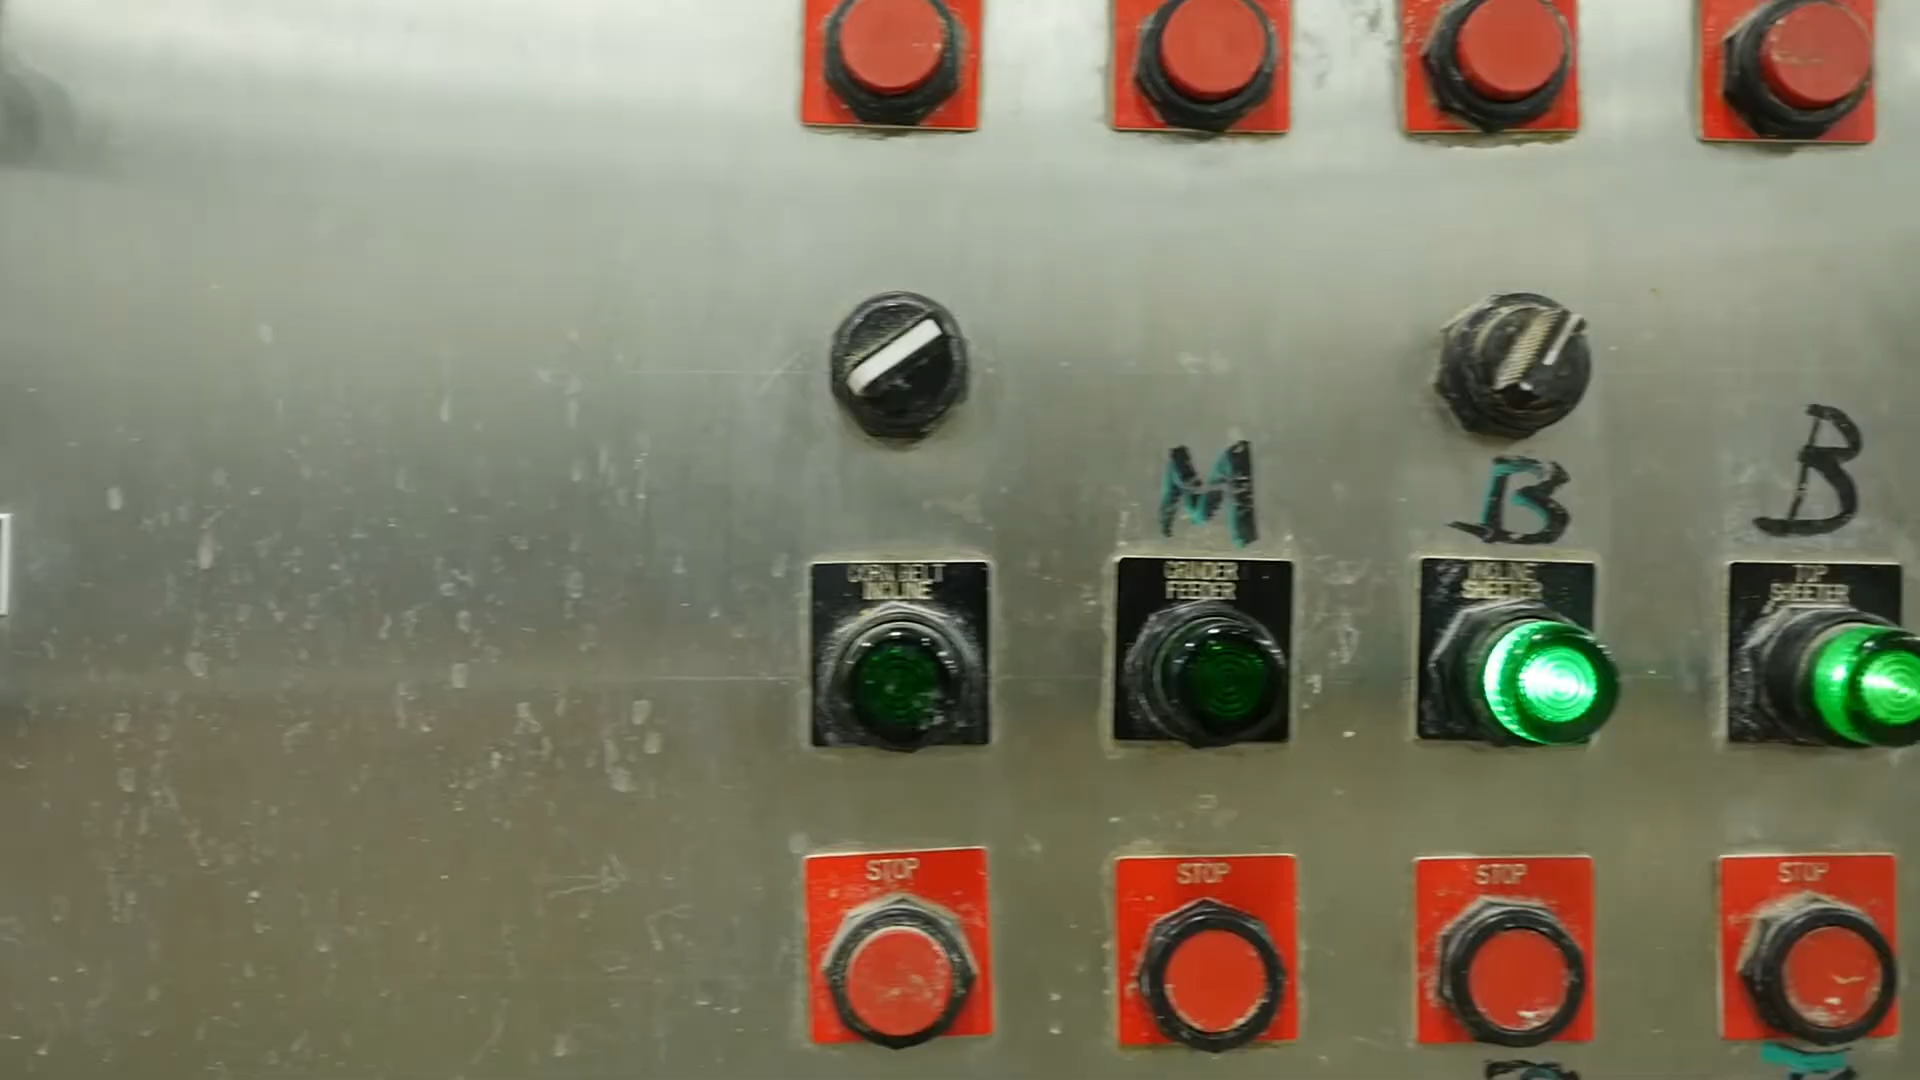 M B B
CORN BELT
INCLINE
GRINDER
FEEDER
INCLINE
SHEETER
TOP
SHEETER
STOP STOP STOP STOP